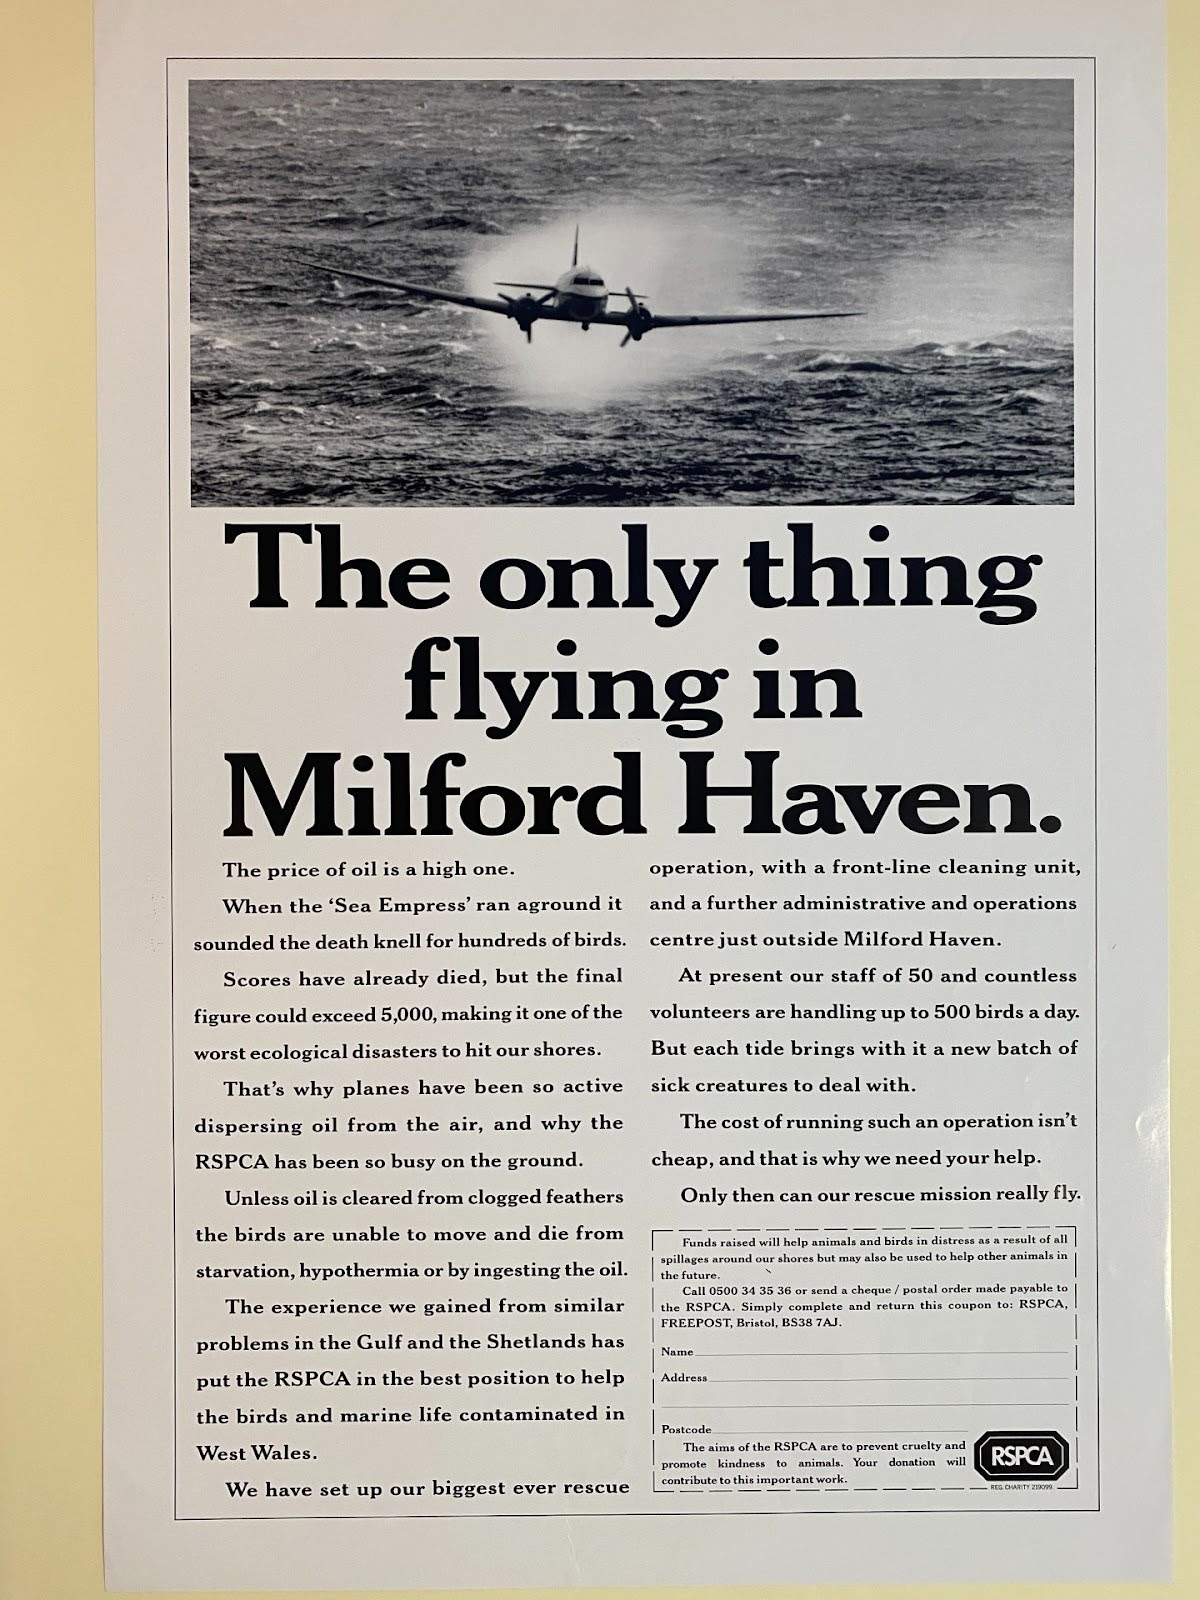 The only thing
flying in
Milford Haven.
The price of oil is a high one.
When the ‘Sea Empress’ ran aground it
sounded the death knell for hundreds of birds.
Scores have already died, but the final
figure could exceed 5,000, making it one of the
worst ecological disasters to hit our shores.
That’s why planes have been so active
dispersing oil from the air, and why the
RSPCA has been so busy on the ground.
Unless oil is cleared from clogged feathers
the birds are unable to move and die from
starvation, hypothermia or by ingesting the oil.
The experience we gained from similar
problems in the Gulf and the Shetlands has
put the RSPCA in the best position to help
the birds and marine life contaminated in
West Wales.
We have set up our biggest ever rescue
operation, with a front-line cleaning unit,
and a further administrative and operations
centre just outside Milford Haven.
At present our staff of 50 and countless
volunteers are handling up to 500 birds a day.
But each tide brings with it a new batch of
sick creatures to deal with.
The cost of running such an operation isn’t
cheap, and that is why we need your help.
Only then can our rescue mission really fly.
Funds raised will help animals and birds in distress as a result of all
spillages around our shores but may also be used to help other animals in
the future.
Call 0500 34 35 36 or send a cheque / postal order made payable to
the RSPCA. Simply complete and return this coupon to: RSPCA,
FREEPOST, Bristol, BS38 7AJ.
Name
Address
Postcode
The aims of the RSPCA are to prevent cruelty and
promote kindness to animals. Your donation will
contribute to this important work.
RSPCA
REG. CHARITY 219099